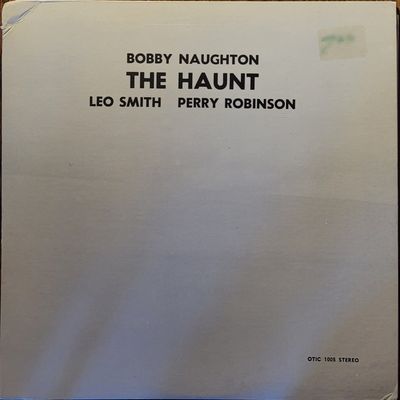 BOBBY NAUGHTON
THE HAUNT
LEO SMITH PERRY ROBINSON
OTIC 1005 STEREO